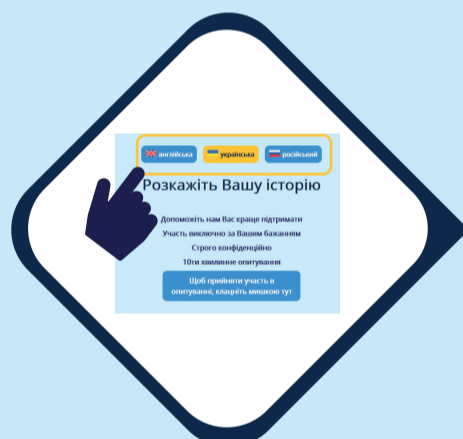 англійська українська російський
Розкажіть Вашу історію
Допоможіть нам Вас краще підтримати
Участь виключно за Вашим бажанням
Строго конфіденційно
10ти хвилинне опитування
Щоб прийняти участь в
опитуванні, клацніть мишкою тут